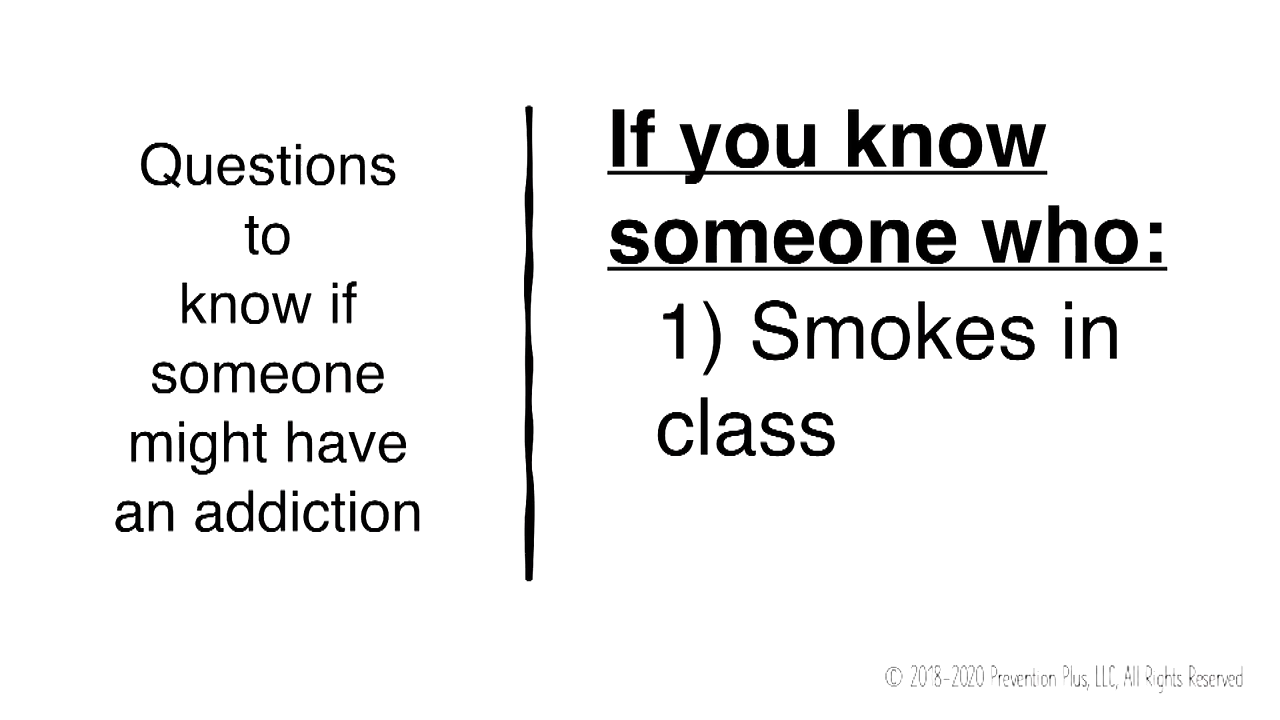 Questions
to
know if
someone
might have
an addiction
If you know
someone who:
1) Smokes in
class
© 2018-2020 Prevention Plus, LLC, All Rights Reserved